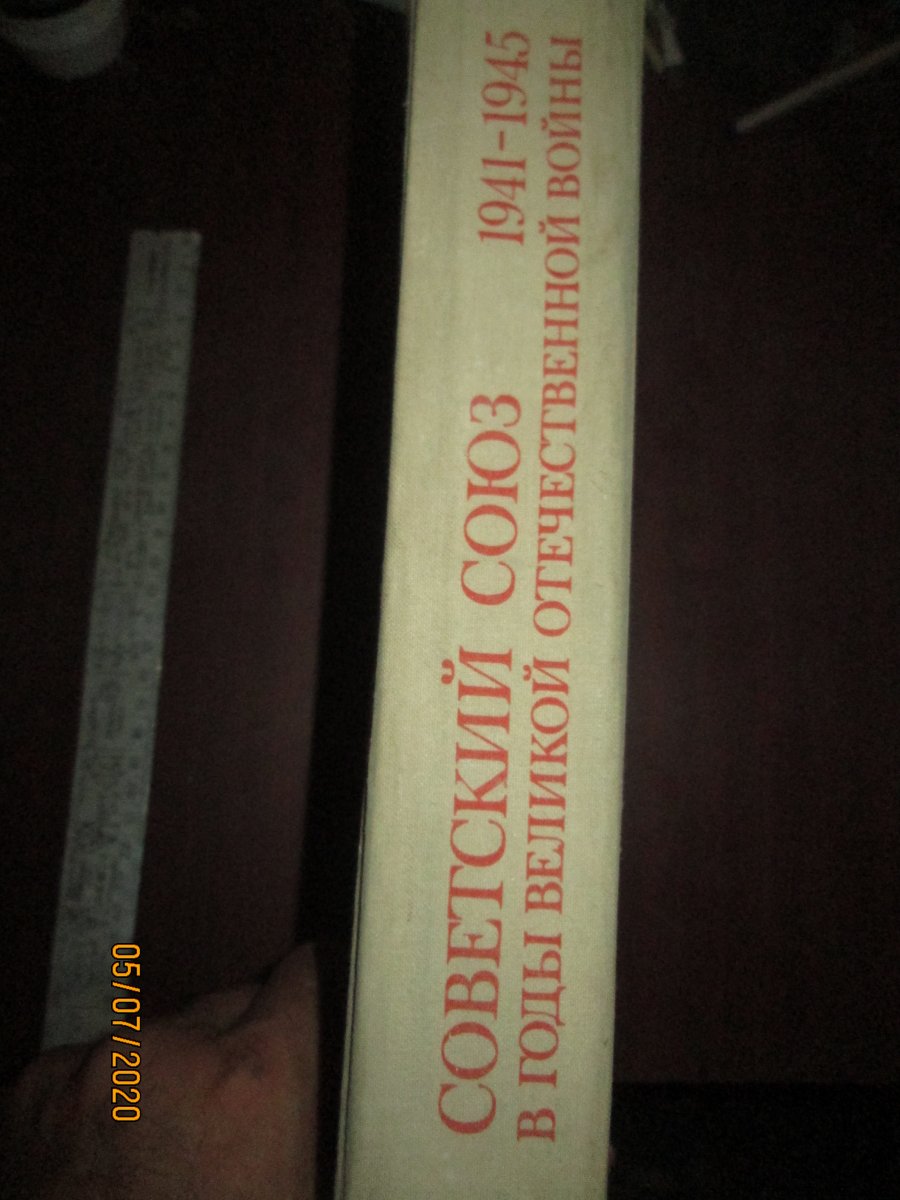 СОВЕТСКИЙ СОЮЗ 1941–1945
В ГОДЫ ВЕЛИКОЙ ОТЕЧЕСТВЕННОЙ ВОЙНЫ
05/07/2020